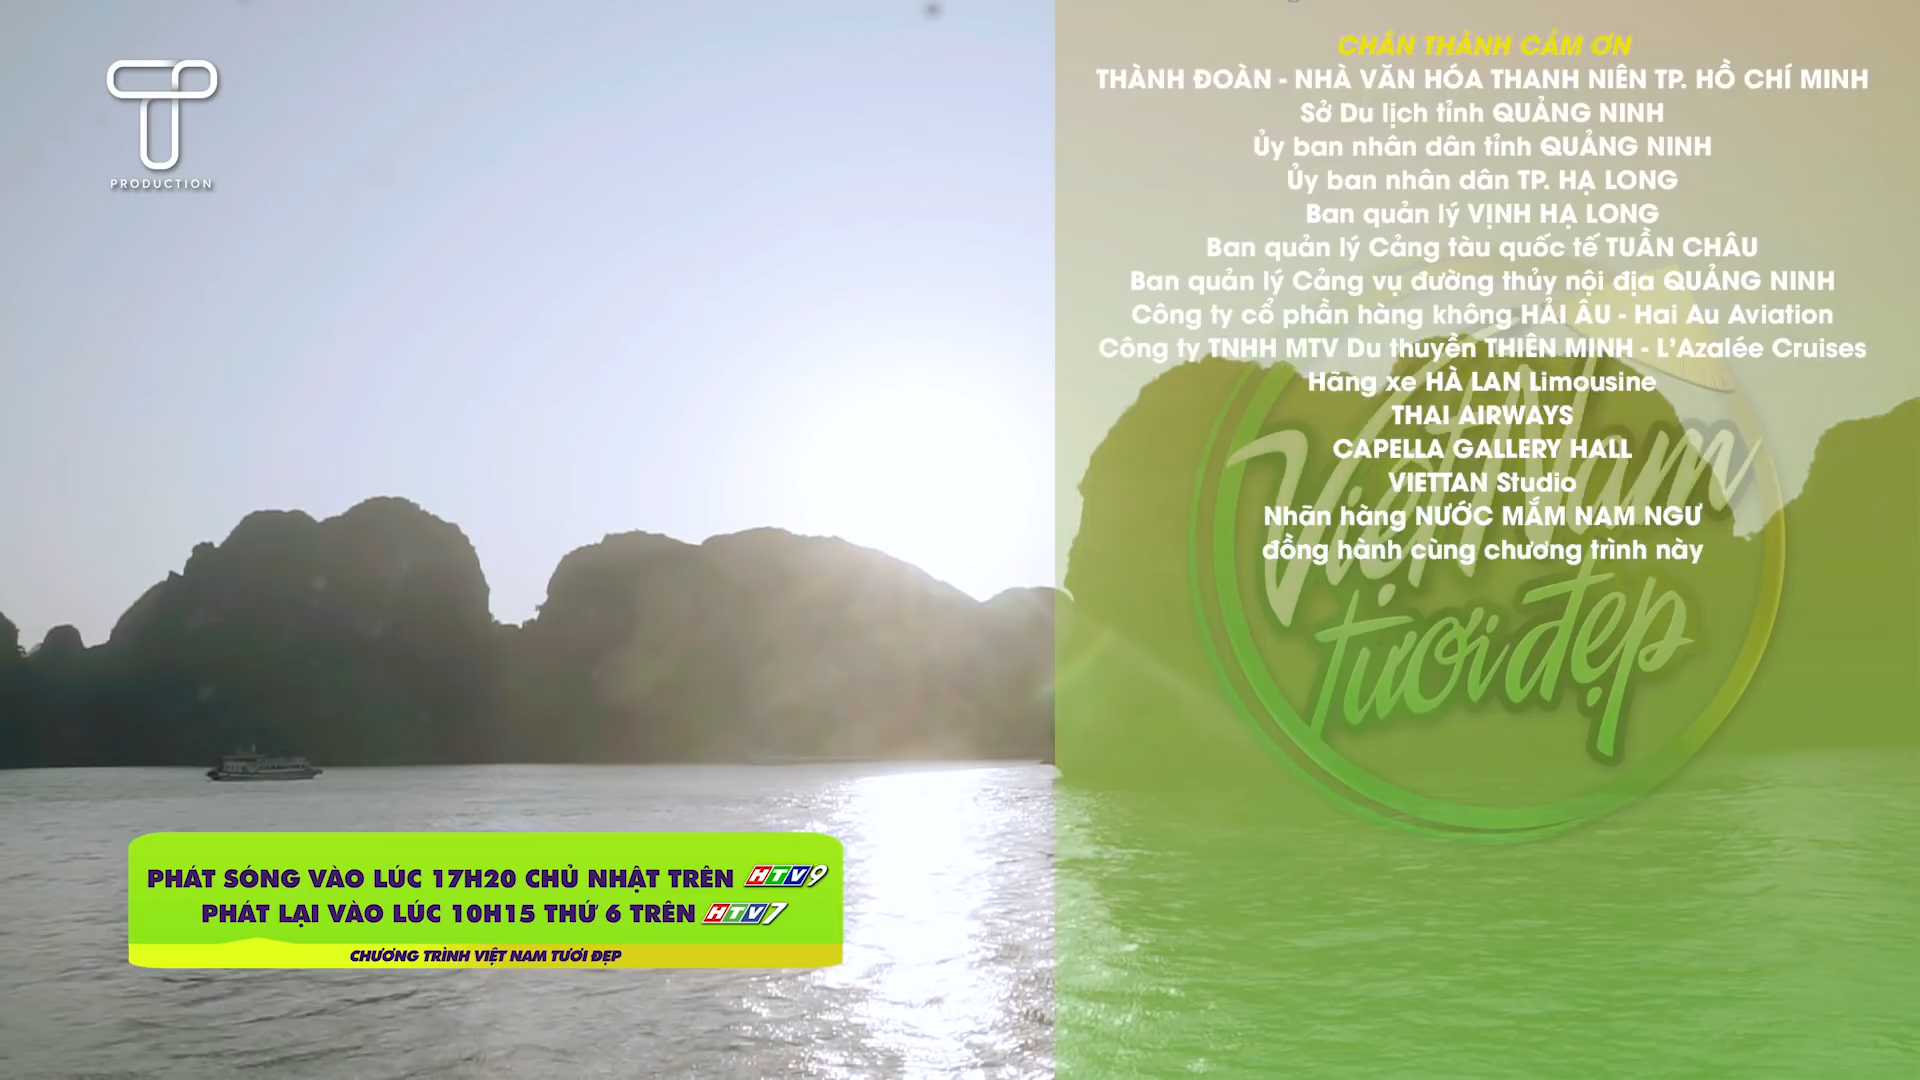 T
PRODUCTION
CHÂN THÀNH CẢM ƠN
THÀNH ĐOÀN - NHÀ VĂN HÓA THANH NIÊN TP. HỒ CHÍ MINH
Sở Du lịch tỉnh QUẢNG NINH
Ủy ban nhân dân tỉnh QUẢNG NINH
Ủy ban nhân dân TP. HẠ LONG
Ban quản lý VỊNH HẠ LONG
Ban quản lý Cảng tàu quốc tế TUẦN CHÂU
Ban quản lý Cảng vụ đường thủy nội địa QUẢNG NINH
Công ty cổ phần hàng không HẢI ÂU - Hai Au Aviation
Công ty TNHH MTV Du thuyền THIÊN MINH - L’Azalée Cruises
Hãng xe HÀ LAN Limousine
THAI AIRWAYS
CAPELLA GALLERY HALL
VIETTAN Studio
Nhãn hàng NƯỚC MẮM NAM NGƯ
đồng hành cùng chương trình này
Việt Nam
tươi đẹp
PHÁT SÓNG VÀO LÚC 17H20 CHỦ NHẬT TRÊN HTV9
PHÁT LẠI VÀO LÚC 10H15 THỨ 6 TRÊN HTV7
CHƯƠNG TRÌNH VIỆT NAM TƯƠI ĐẸP